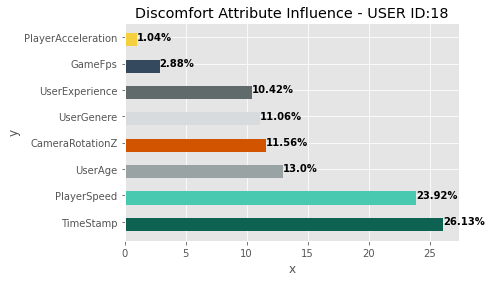 Discomfort Attribute Influence - USER ID:18
PlayerAcceleration 1.04%
GameFps 2.88%
UserExperience 10.42%
UserGenere 11.06%
CameraRotationZ 11.56%
UserAge 13.0%
PlayerSpeed 23.92%
TimeStamp 26.13%
y
0 5 10 15 20 25
x